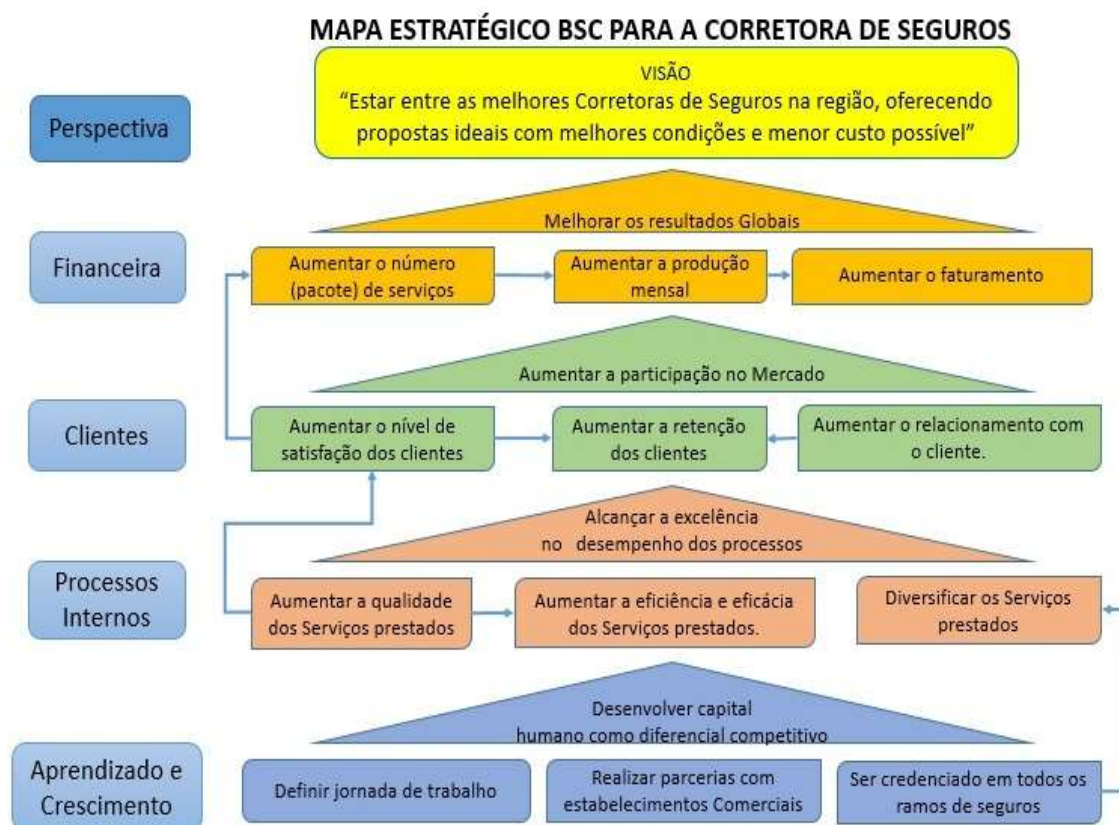 MAPA ESTRATÉGICO BSC PARA A CORRETORA DE SEGUROS
VISÃO
“Estar entre as melhores Corretoras de Seguros na região, oferecendo
propostas ideais com melhores condições e menor custo possível”
Perspectiva
Melhorar os resultados Globais
Financeira
Aumentar o número
(pacote) de serviços
Aumentar a produção
mensal
Aumentar o faturamento
Aumentar a participação no Mercado
Clientes
Aumentar o nível de
satisfação dos clientes
Aumentar a retenção
dos clientes
Aumentar o relacionamento com
o cliente.
Alcançar a excelência
no desempenho dos processos
Processos
Internos
Aumentar a qualidade
dos Serviços prestados
Aumentar a eficiência e eficácia
dos Serviços prestados.
Diversificar os Serviços
prestados
Desenvolver capital
humano como diferencial competitivo
Aprendizado e
Crescimento
Definir jornada de trabalho
Realizar parcerias com
estabelecimentos Comerciais
Ser credenciado em todos os
ramos de seguros